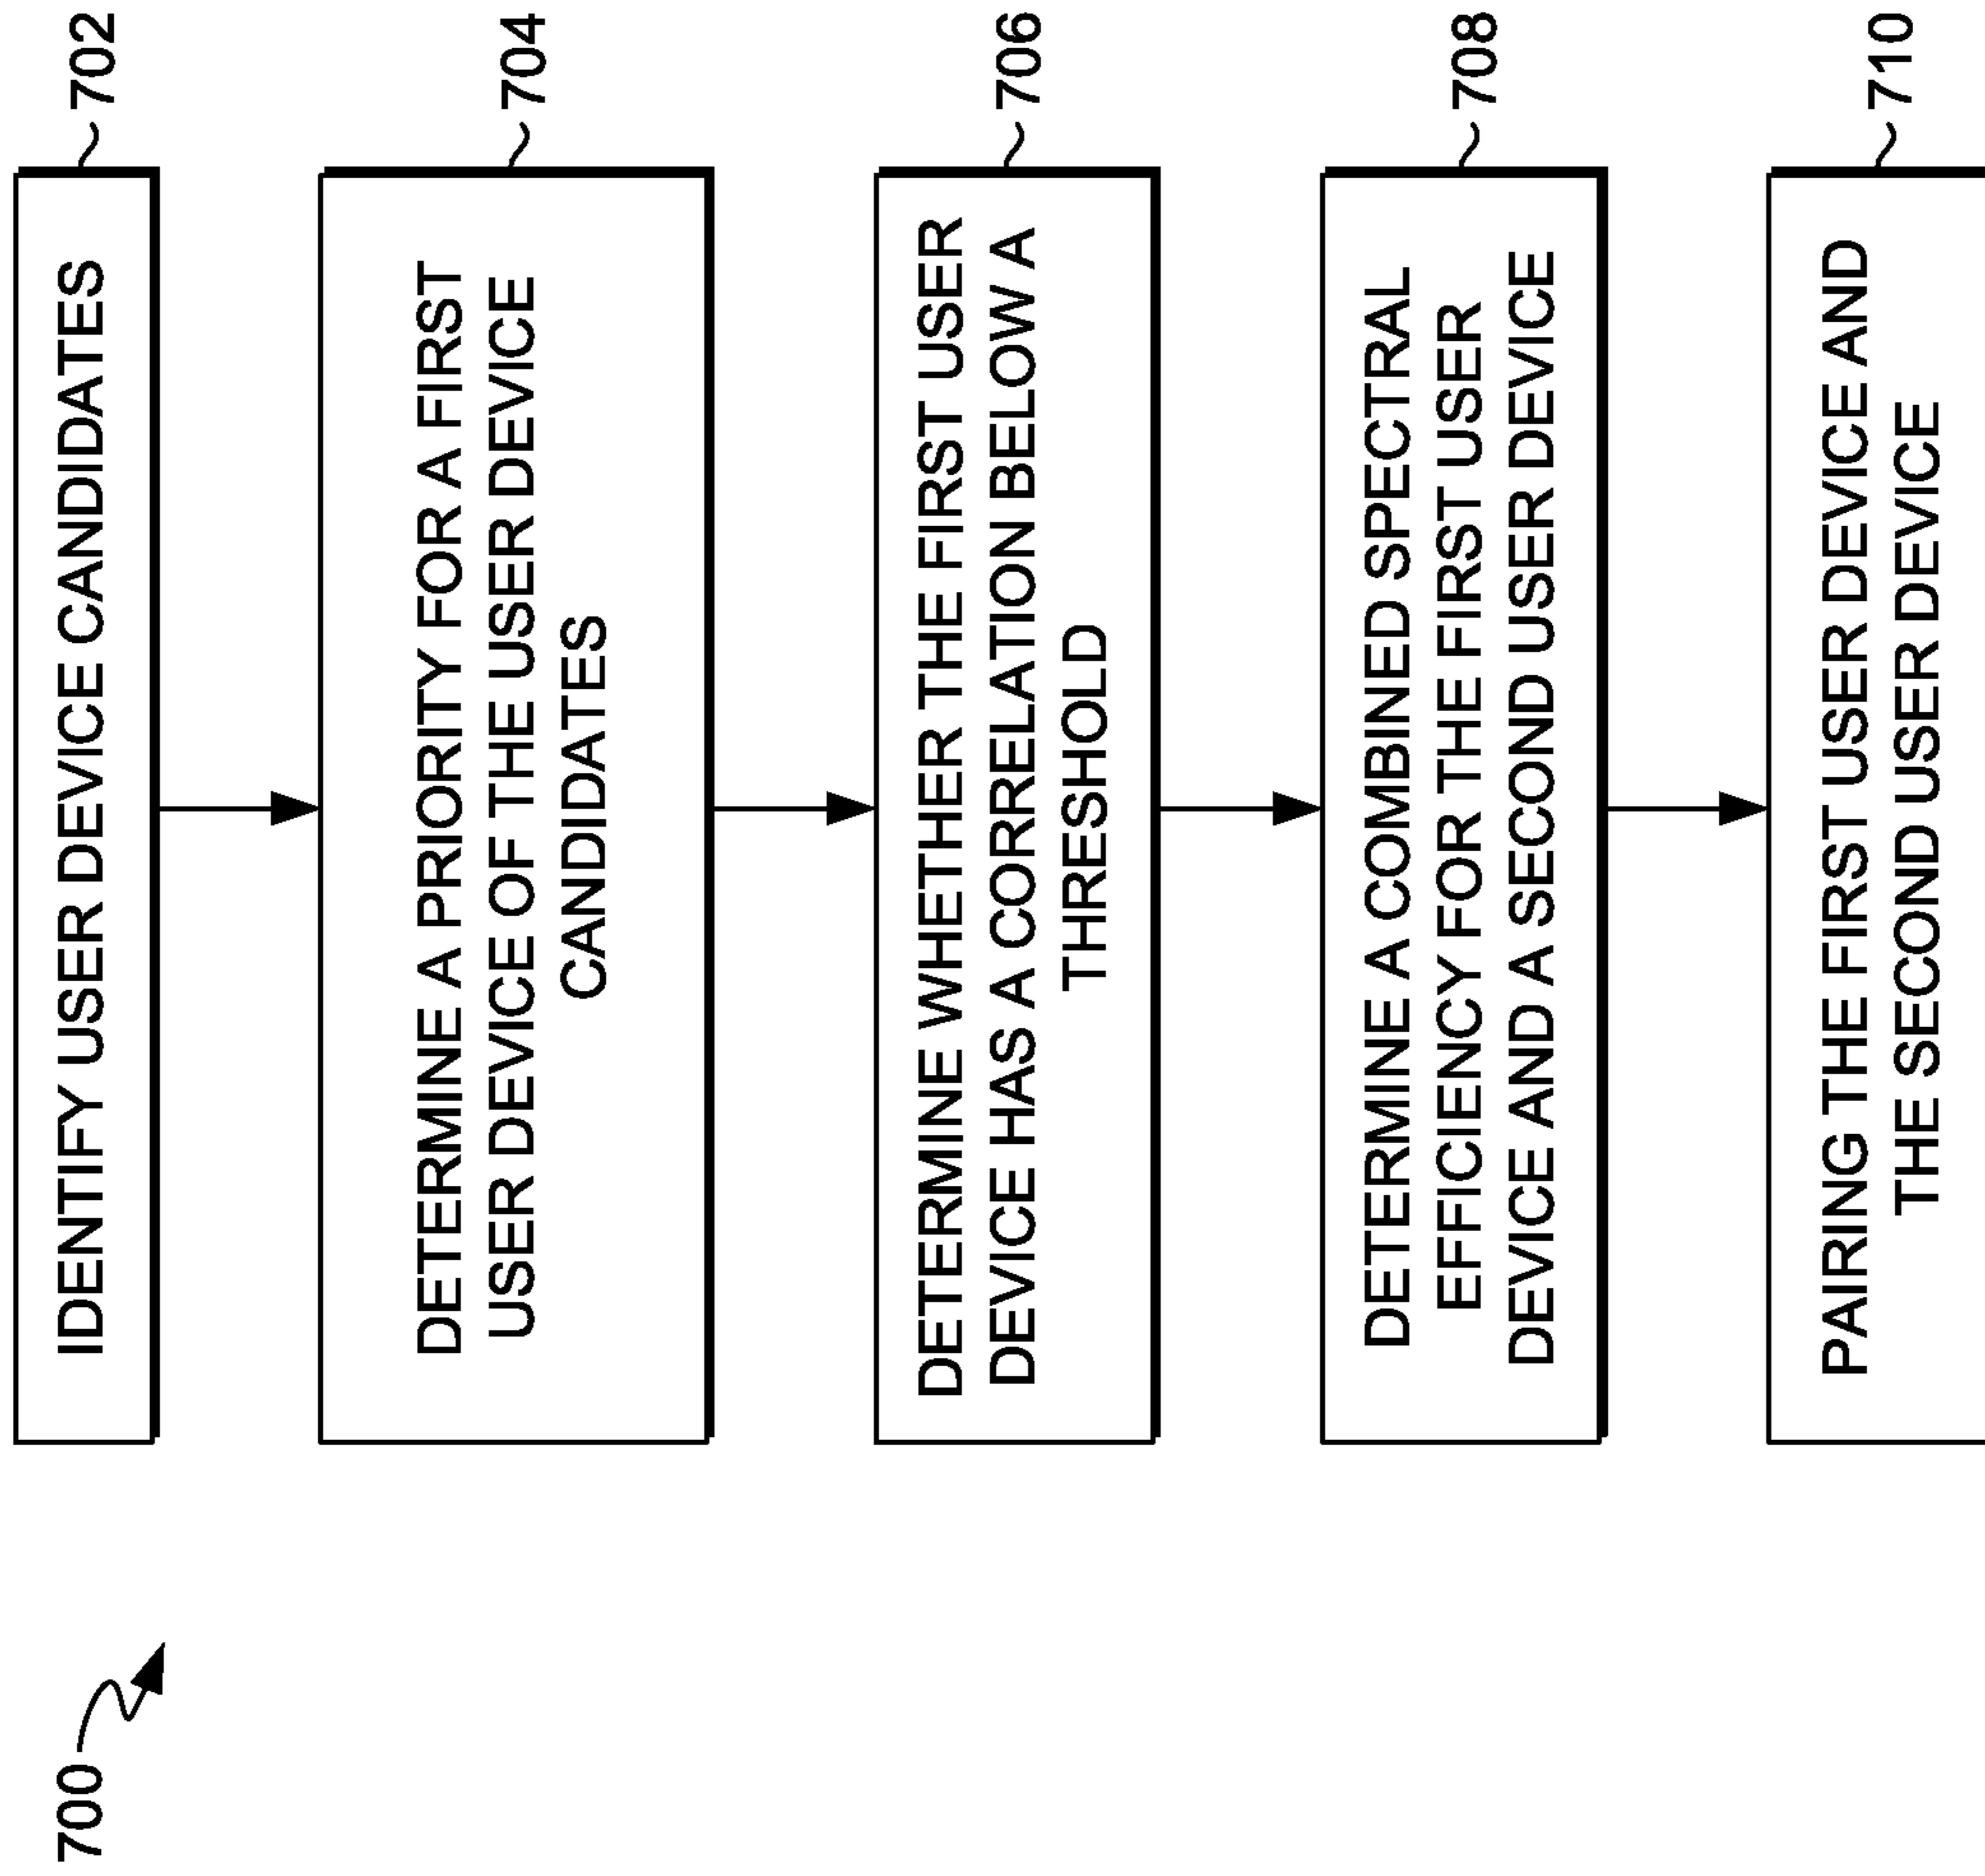 700
IDENTIFY USER DEVICE CANDIDATES
702
DETERMINE A PRIORITY FOR A FIRST
USER DEVICE OF THE USER DEVICE
CANDIDATES
704
DETERMINE WHETHER THE FIRST USER
DEVICE HAS A CORRELATION BELOW A
THRESHOLD
706
DETERMINE A COMBINED SPECTRAL
EFFICIENCY FOR THE FIRST USER
DEVICE AND A SECOND USER DEVICE
708
PAIRING THE FIRST USER DEVICE AND
THE SECOND USER DEVICE
710